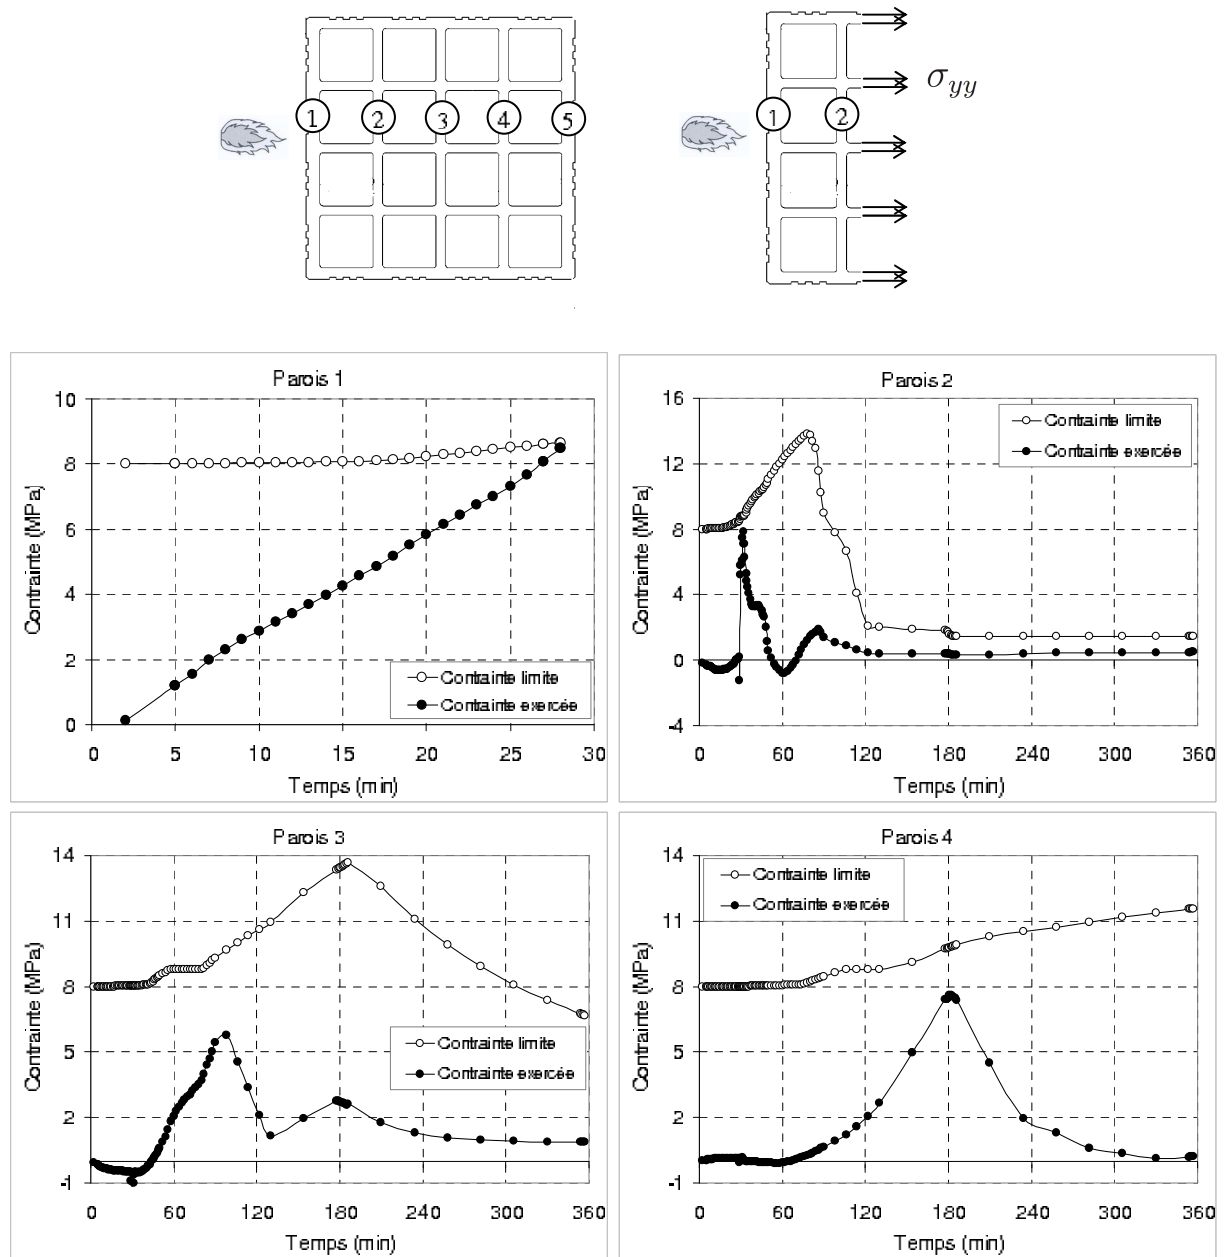 1 2 3 4 5
1 2
σyy
Parois 1
10
8
6
4
2
0
0 5 10 15 20 25 30
Contrainte (MPa)
Temps (min)
Contrainte limite
Contrainte exercée
Parois 2
16
12
8
4
0
-4
0 60 120 180 240 300 360
Contrainte (MPa)
Temps (min)
Contrainte limite
Contrainte exercée
Parois 3
14
11
8
5
2
-1
0 60 120 180 240 300 360
Contrainte (MPa)
Temps (min)
Contrainte limite
Contrainte exercée
Parois 4
14
11
8
5
2
-1
0 60 120 180 240 300 360
Contrainte (MPa)
Temps (min)
Contrainte limite
Contrainte exercée